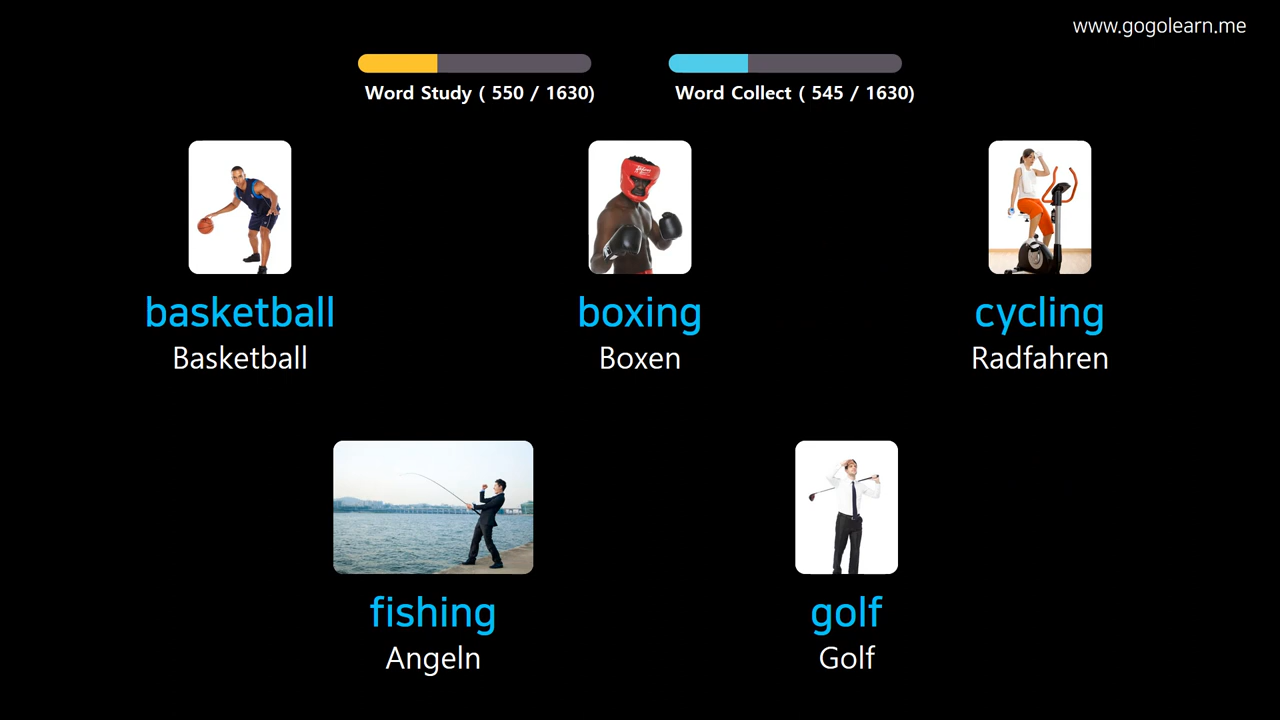 www.gogolearn.me
Word Study ( 550 / 1630)
Word Collect ( 545 / 1630)
basketball
Basketball
boxing
Boxen
cycling
Radfahren
fishing
Angeln
golf
Golf